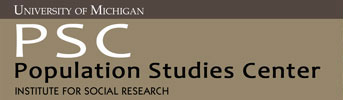 UNIVERSITY OF MICHIGAN
PSC
Population Studies Center
INSTITUTE FOR SOCIAL RESEARCH